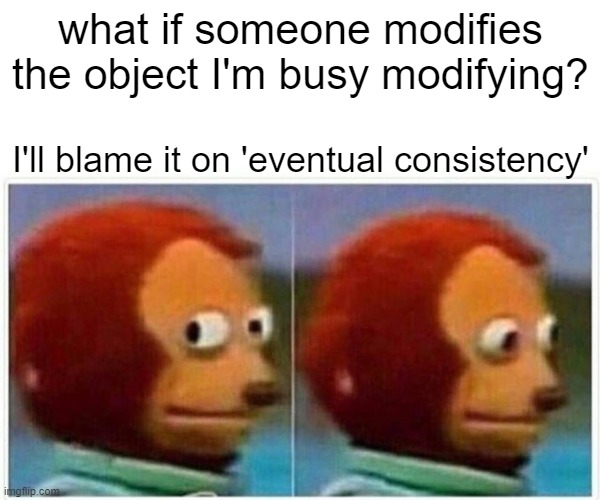 what if someone modifies
the object I'm busy modifying?
I'll blame it on 'eventual consistency'
imgflip.com